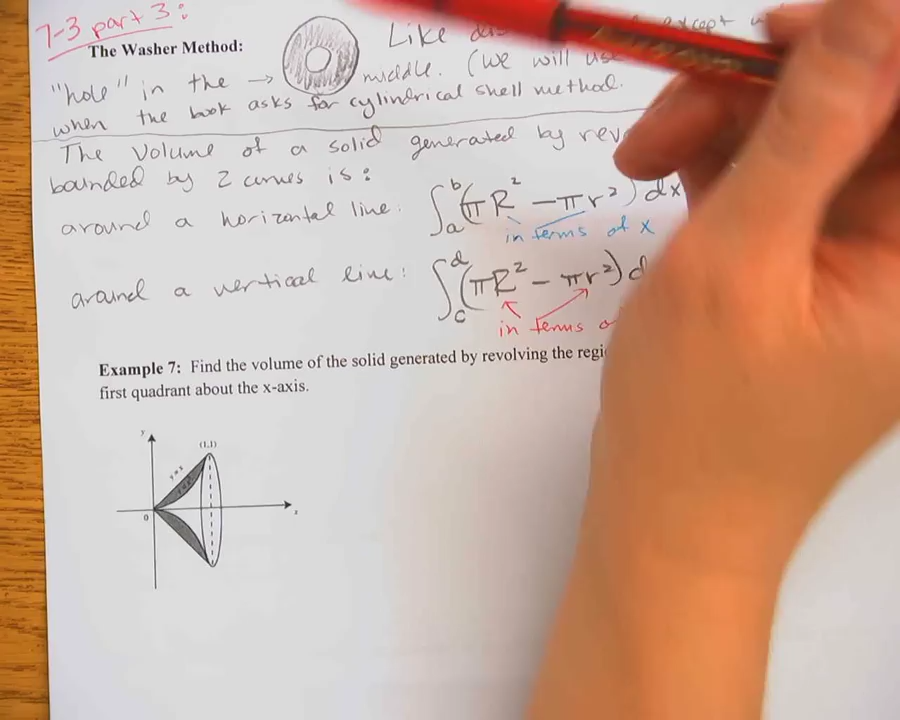 7-3 part 3:
The Washer Method:
Like except
"hole" in the → middle. (we will use
when the book asks for cylindrical shell method.
The volume of a solid generated by rev
bounded by 2 curves is:
around a horizontal line: ∫ₐᵇ(πR² − πr²) dx
in terms of x
around a vertical line: ∫_c^d(πR² − πr²) d
in terms o
Example 7: Find the volume of the solid generated by revolving the regi
first quadrant about the x-axis.
y
(1,1)
y = x
0
x